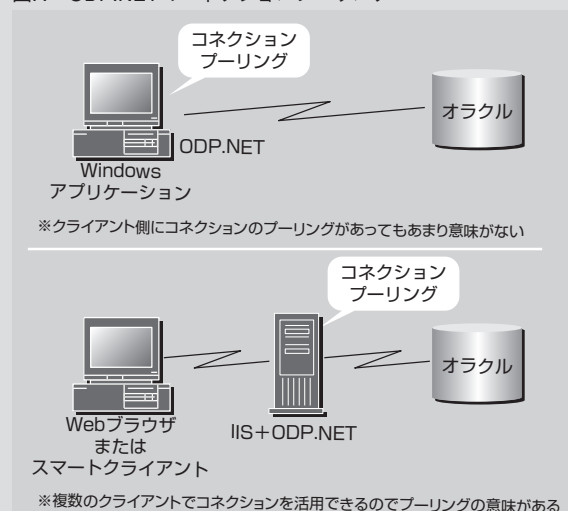 コネクション
プーリング
オラクル
ODP.NET
Windows
アプリケーション
※クライアント側にコネクションのプーリングがあってもあまり意味がない
コネクション
プーリング
オラクル
Webブラウザ
または
スマートクライアント
IIS+ODP.NET
※複数のクライアントでコネクションを活用できるのでプーリングの意味がある